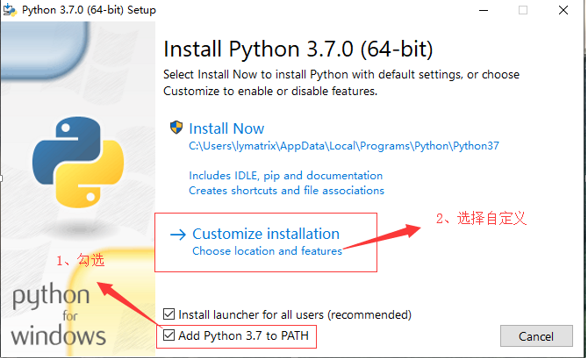 Python 3.7.0 (64-bit) Setup
Install Python 3.7.0 (64-bit)
Select Install Now to install Python with default settings, or choose
Customize to enable or disable features.
Install Now
C:\Users\lymatrix\AppData\Local\Programs\Python\Python37
Includes IDLE, pip and documentation
Creates shortcuts and file associations
2、选择自定义
Customize installation
Choose location and features
1、勾选
Install launcher for all users (recommended)
Add Python 3.7 to PATH
python
for
windows
Cancel